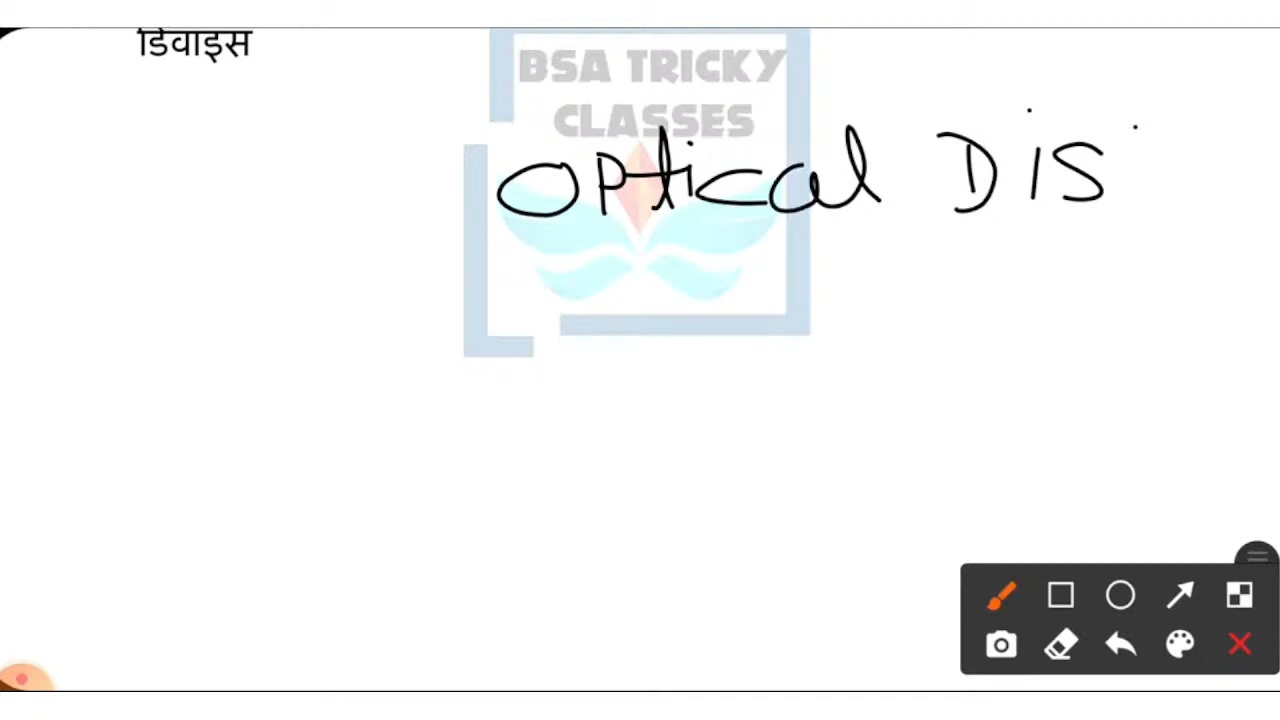 डिवाइस
BSA TRICKY
CLASSES
Optical Dis